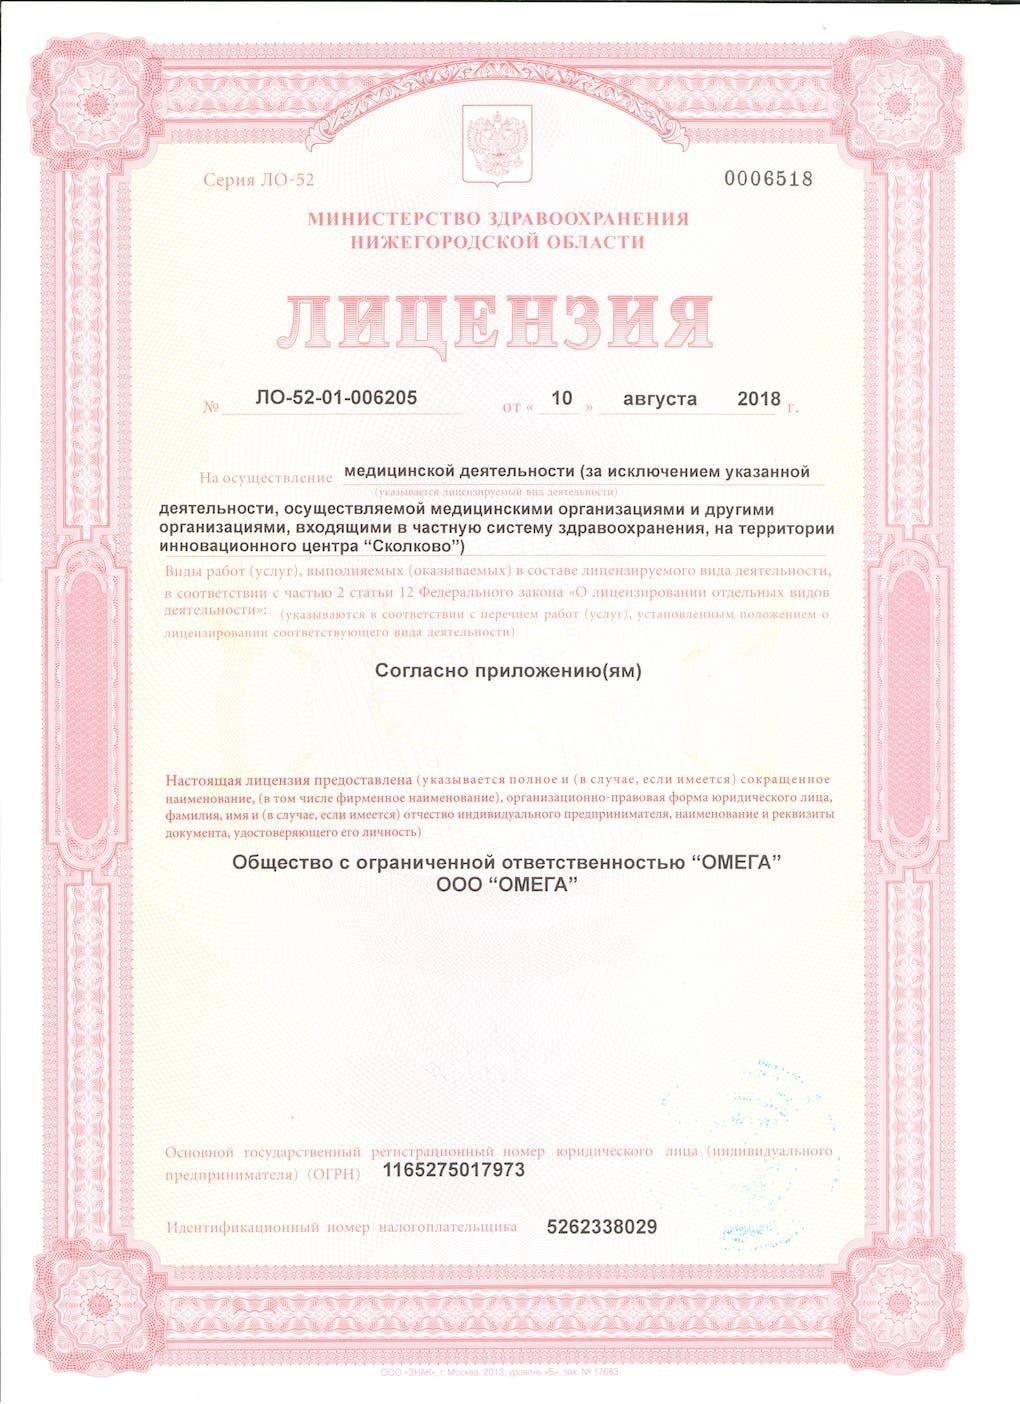 Серия ЛО-52
0006518
МИНИСТЕРСТВО ЗДРАВООХРАНЕНИЯ
НИЖЕГОРОДСКОЙ ОБЛАСТИ
ЛИЦЕНЗИЯ
№ ЛО-52-01-006205 от « 10 » августа 2018 г.
На осуществление медицинской деятельности (за исключением указанной
(указывается лицензируемый вид деятельности)
деятельности, осуществляемой медицинскими организациями и другими
организациями, входящими в частную систему здравоохранения, на территории
инновационного центра “Сколково”)
Виды работ (услуг), выполняемых (оказываемых) в составе лицензируемого вида деятельности,
в соответствии с частью 2 статьи 12 Федерального закона «О лицензировании отдельных видов
деятельности»: (указываются в соответствии с перечнем работ (услуг), установленным положением о
лицензировании соответствующего вида деятельности)
Согласно приложению(ям)
Настоящая лицензия предоставлена (указывается полное и (в случае, если имеется) сокращенное
наименование, (в том числе фирменное наименование), организационно-правовая форма юридического лица,
фамилия, имя и (в случае, если имеется) отчество индивидуального предпринимателя, наименование и реквизиты
документа, удостоверяющего его личность)
Общество с ограниченной ответственностью “ОМЕГА”
ООО “ОМЕГА”
Основной государственный регистрационный номер юридического лица (индивидуального
предпринимателя) (ОГРН) 1165275017973
Идентификационный номер налогоплательщика 5262338029
ООО «ЗНАК», г. Москва, 2013, уровень «Б», зак. № 17683